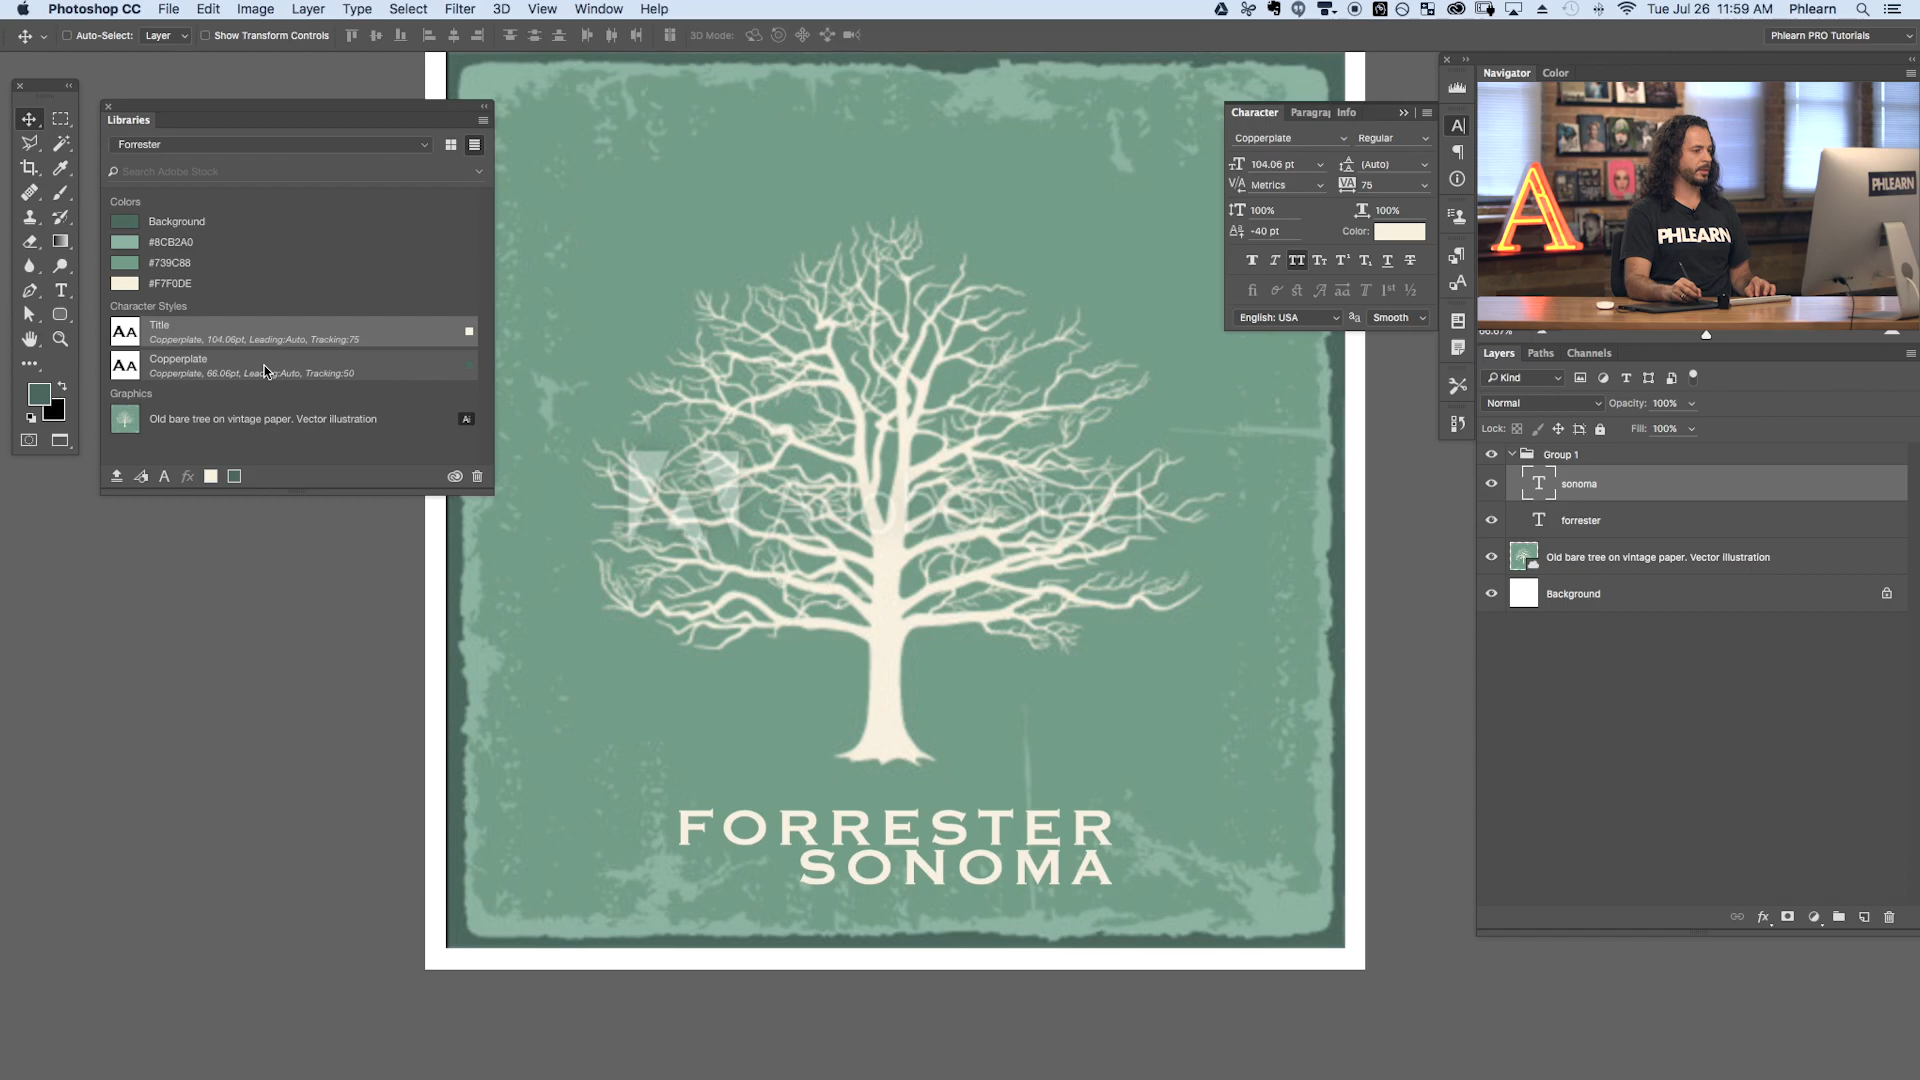 Photoshop CC File Edit Image Layer Type Select Filter 3D View Window Help Tue Jul 26 11:59 AM Phlearn
Auto-Select: Layer Show Transform Controls 3D Mode: Phlearn PRO Tutorials
Libraries
Forrester
Search Adobe Stock
Colors
Background
#8CB2A0
#739C88
#F7F0DE
Character Styles
AA Title
Copperplate, 104.06pt, Leading:Auto, Tracking:75
AA Copperplate
Copperplate, 66.06pt, Leading:Auto, Tracking:50
Graphics
Old bare tree on vintage paper. Vector illustration Ai
FORRESTER
SONOMA
Character Paragraj Info
Copperplate Regular
104.06 pt (Auto)
Metrics 75
100% 100%
-40 pt Color:
English: USA Smooth
Navigator Color
PHLEARN
PHLEARN
66.67%
Layers Paths Channels
Kind
Normal Opacity: 100%
Lock: Fill: 100%
Group 1
sonoma
forrester
Old bare tree on vintage paper. Vector illustration
Background